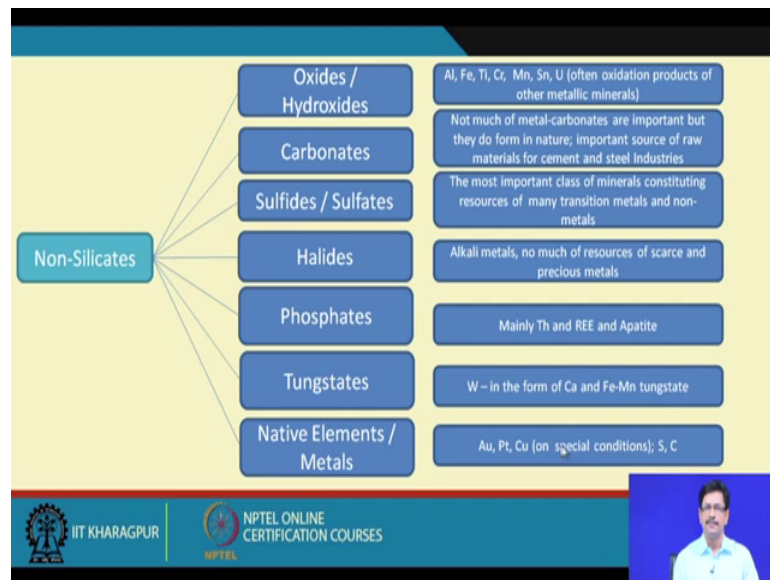 Oxides /
Hydroxides
Al, Fe, Ti, Cr, Mn, Sn, U (often oxidation products of
other metallic minerals)
Carbonates
Not much of metal-carbonates are important but
they do form in nature; important source of raw
materials for cement and steel Industries
Sulfides / Sulfates
The most important class of minerals constituting
resources of many transition metals and non-
metals
Non-Silicates
Halides
Alkali metals, no much of resources of scarce and
precious metals
Phosphates
Mainly Th and REE and Apatite
Tungstates
W – in the form of Ca and Fe-Mn tungstate
Native Elements /
Metals
Au, Pt, Cu (on special conditions); S, C
IIT KHARAGPUR
NPTEL
NPTEL ONLINE
CERTIFICATION COURSES